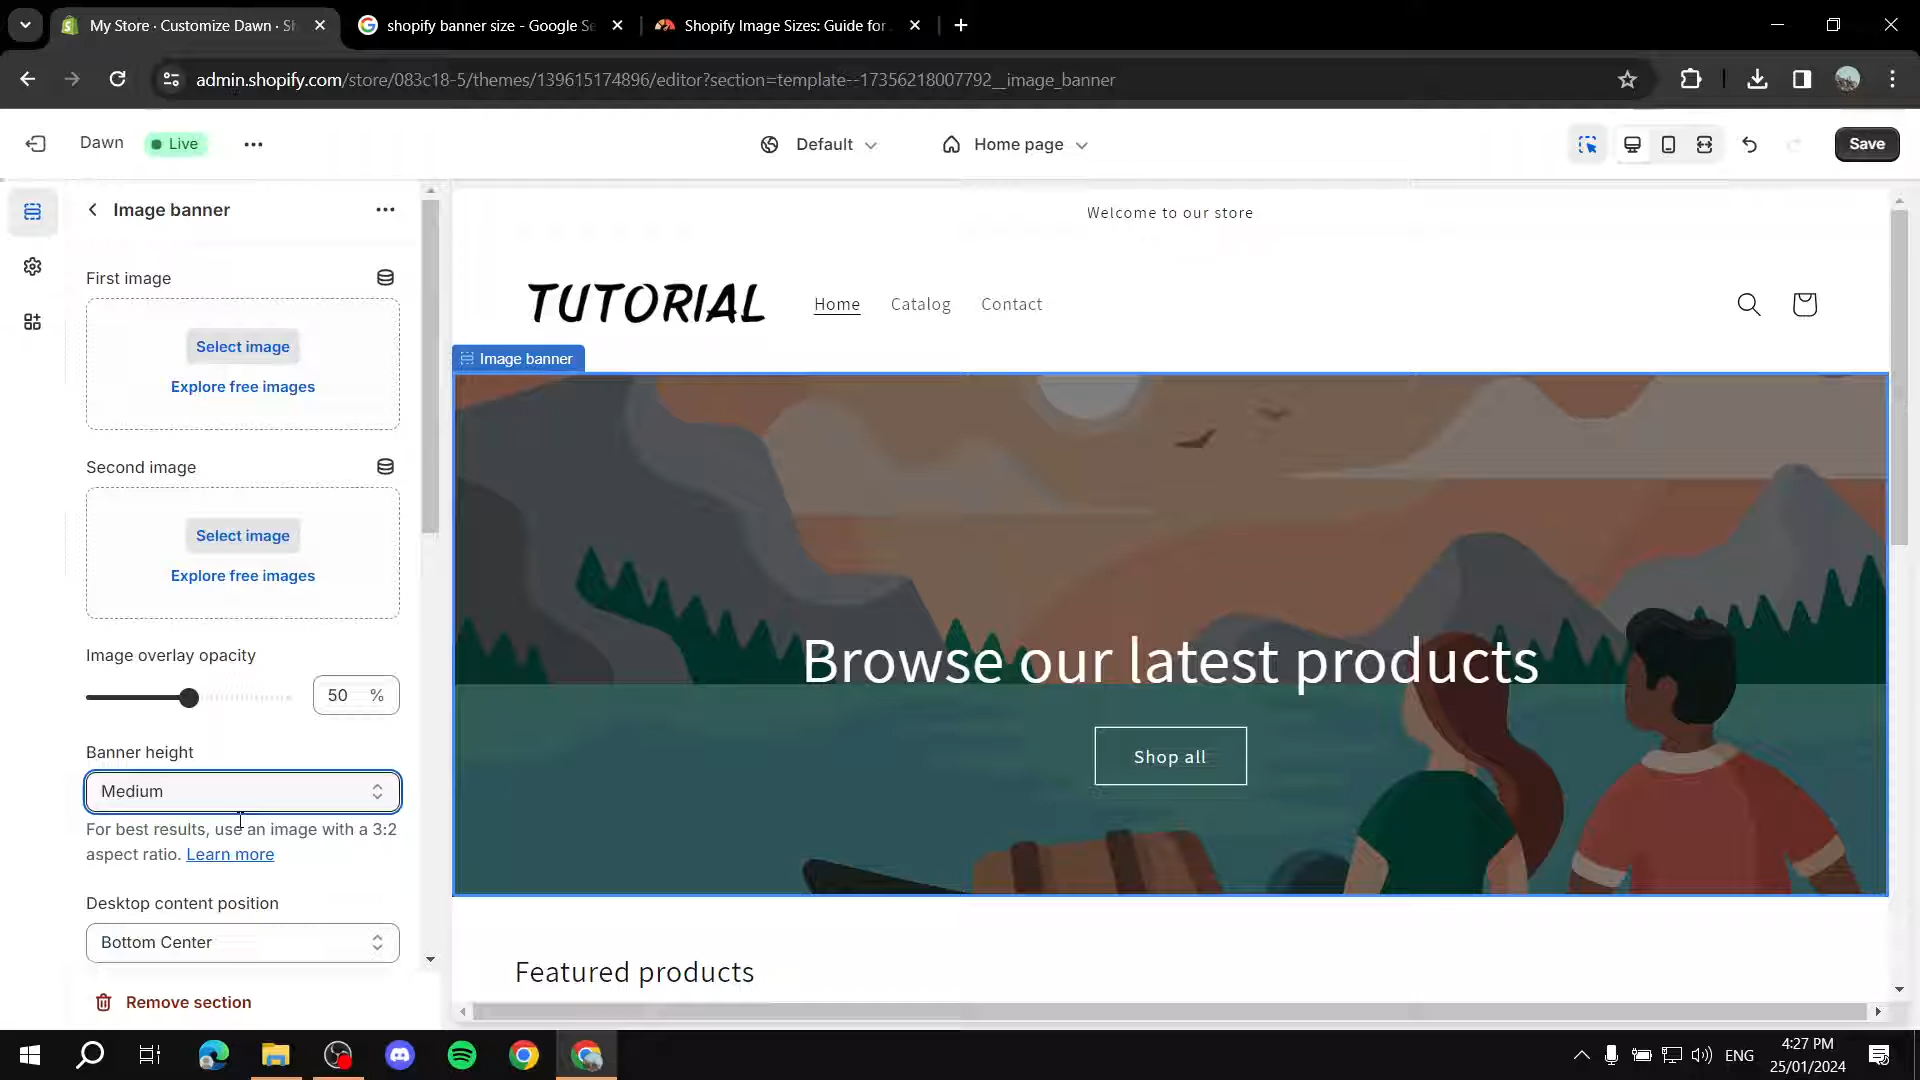 My Store · Customize Dawn · Sh
shopify banner size - Google Se
Shopify Image Sizes: Guide for
admin.shopify.com/store/083c18-5/themes/139615174896/editor?section=template--17356218007792__image_banner
Dawn
Live
Default
Home page
Save
Image banner
First image
Select image
Explore free images
Second image
Select image
Explore free images
Image overlay opacity
50 %
Banner height
Medium
For best results, use an image with a 3:2
aspect ratio. Learn more
Desktop content position
Bottom Center
Remove section
Welcome to our store
TUTORIAL
Home
Catalog
Contact
Image banner
Browse our latest products
Shop all
Featured products
ENG
4:27 PM
25/01/2024